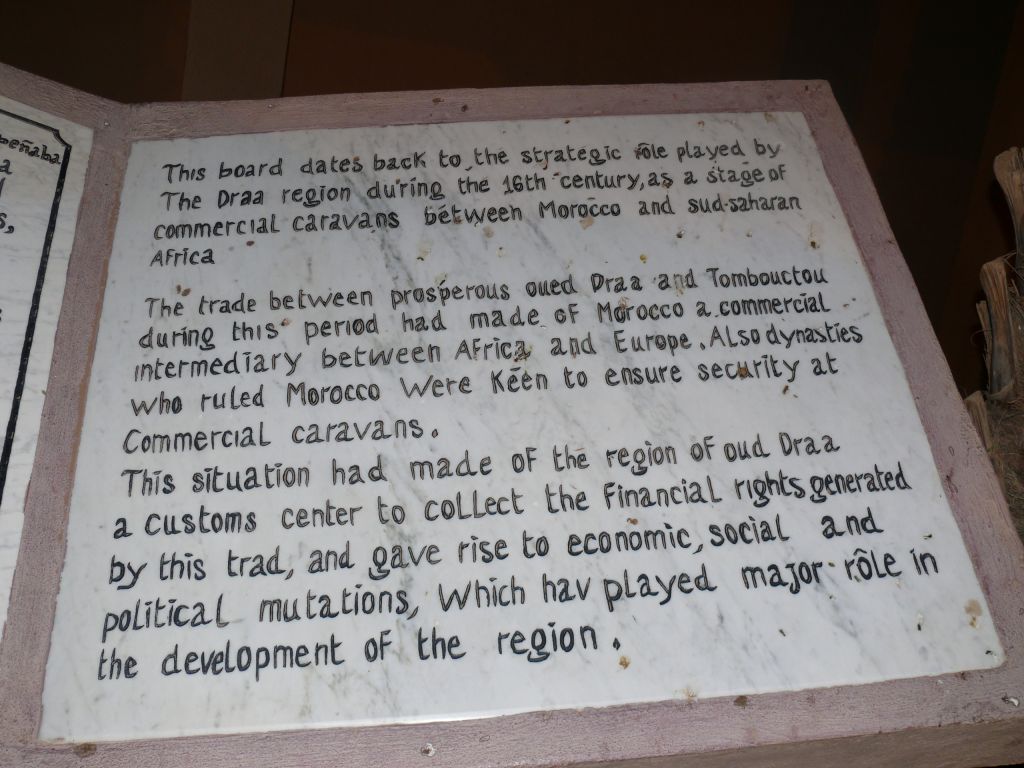 beñaba
a
s,
This board dates back to the strategic rôle played by
The Draa region during the 16th century, as a stage of
commercial caravans between Morocco and sud-saharan
Africa
The trade between prosperous oued Draa and Tombouctou
during this period had made of Morocco a commercial
intermediary between Africa and Europe. Also dynasties
who ruled Morocco Were Keen to ensure security at
Commercial caravans.
This situation had made of the region of oud Draa
a customs center to collect the Financial rights generated
by this trad, and gave rise to economic, social and
political mutations, Which hav played major rôle in
the development of the region.